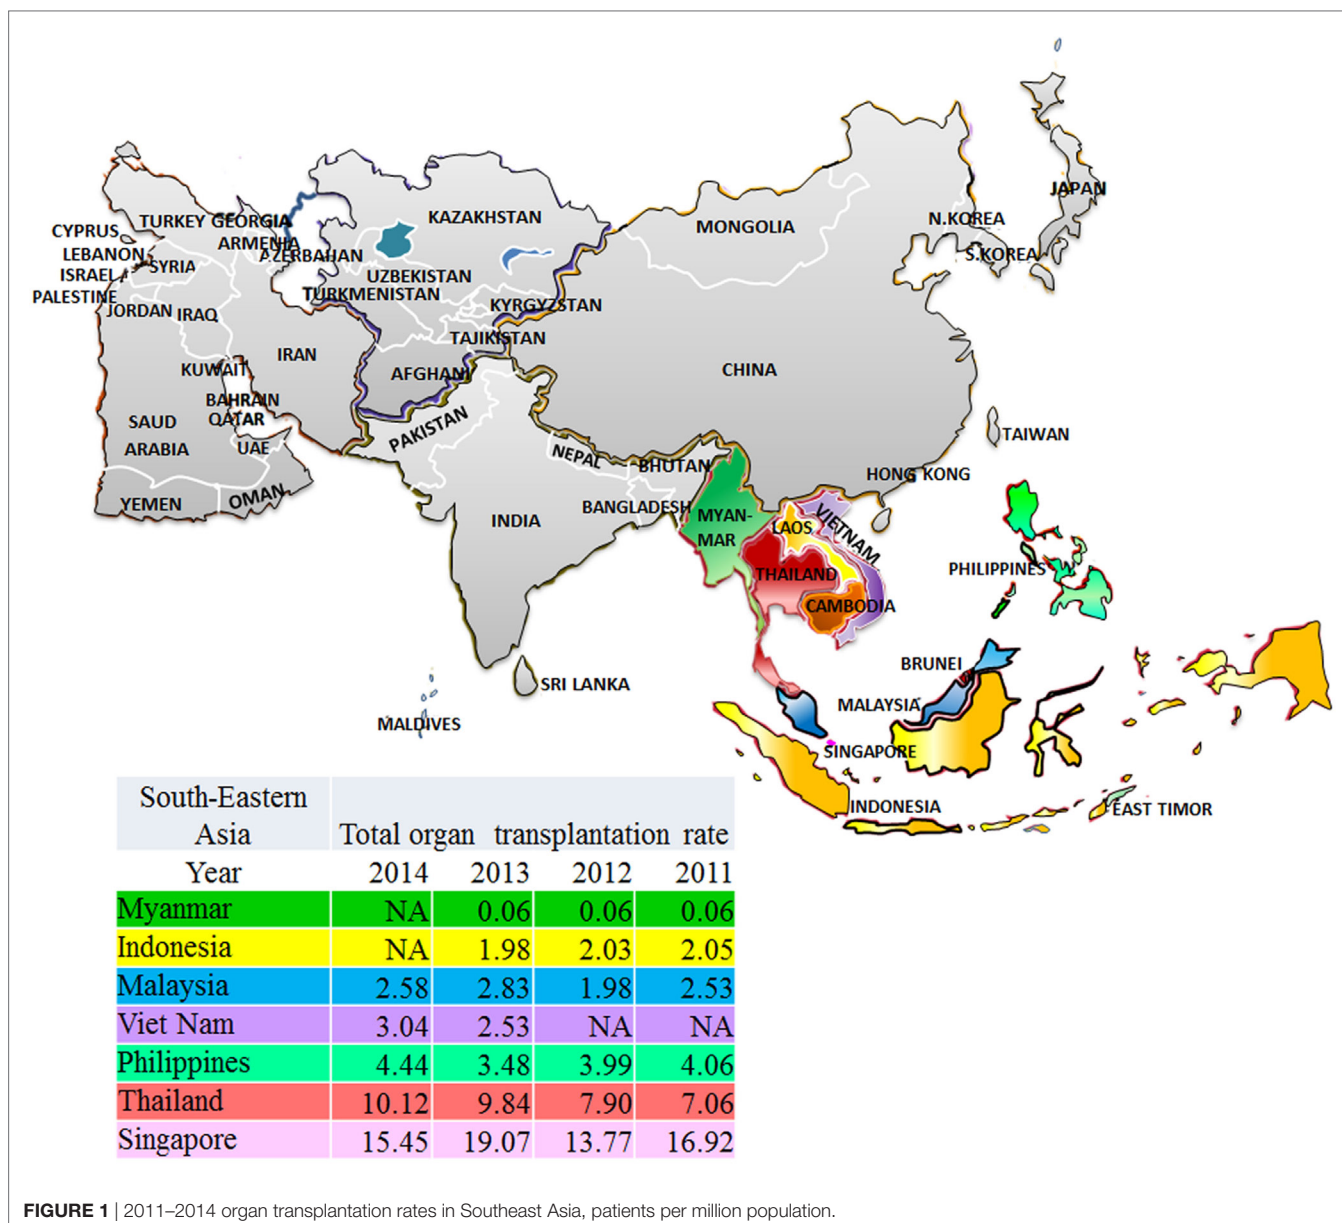 JAPAN
KAZAKHSTAN
MONGOLIA
N.KOREA
TURKEY GEORGIA
CYPRUS
ARMENIA
LEBANON
AZERBAIJAN
S.KOREA
ISRAEL
SYRIA
UZBEKISTAN
PALESTINE
TURKMENISTAN
KYRGYZSTAN
JORDAN
IRAQ
TAJIKISTAN
IRAN
KUWAIT
AFGHANI
CHINA
BAHRAIN
QATAR
SAUD
ARABIA
PAKISTAN
TAIWAN
UAE
NEPAL
BHUTAN
HONG KONG
YEMEN
OMAN
BANGLADESH
INDIA
MYAN-
MAR
LAOS
VIETNAM
THAILAND
PHILIPPINES
CAMBODIA
BRUNEI
SRI LANKA
MALAYSIA
MALDIVES
SINGAPORE
INDONESIA
EAST TIMOR
South-Eastern
Asia Total organ transplantation rate
Year 2014 2013 2012 2011
Myanmar NA 0.06 0.06 0.06
Indonesia NA 1.98 2.03 2.05
Malaysia 2.58 2.83 1.98 2.53
Viet Nam 3.04 2.53 NA NA
Philippines 4.44 3.48 3.99 4.06
Thailand 10.12 9.84 7.90 7.06
Singapore 15.45 19.07 13.77 16.92
FIGURE 1 | 2011–2014 organ transplantation rates in Southeast Asia, patients per million population.